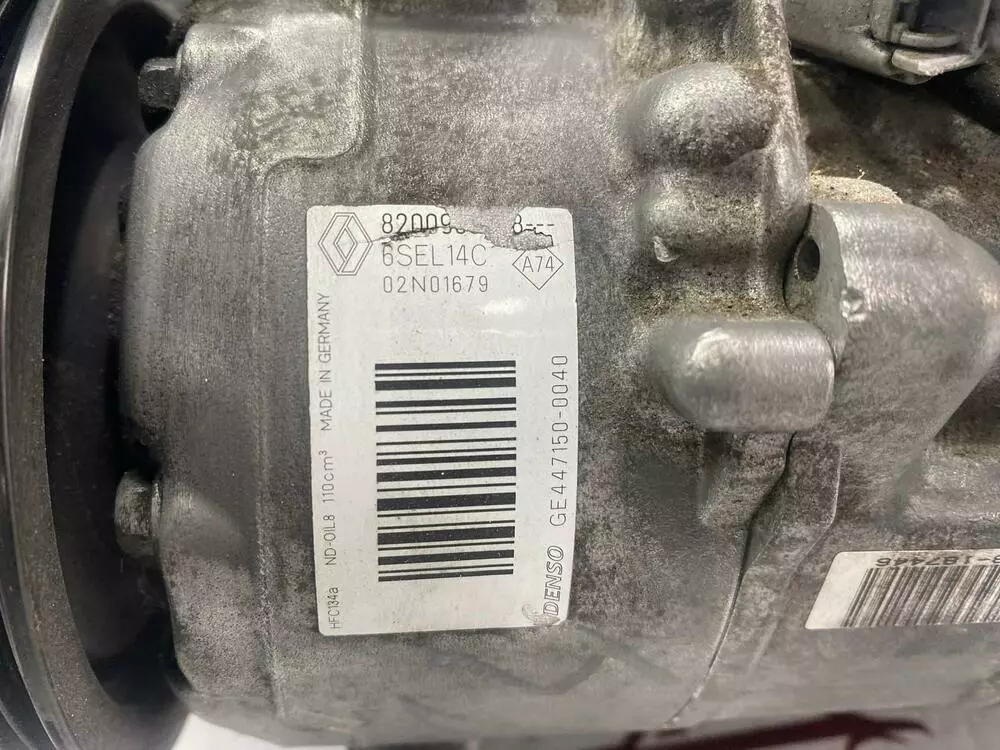 6SEL14C
A74
02N01679
MADE IN GERMANY
ND-OIL8 110cm³
HFC134a
DENSO GE447150-0040